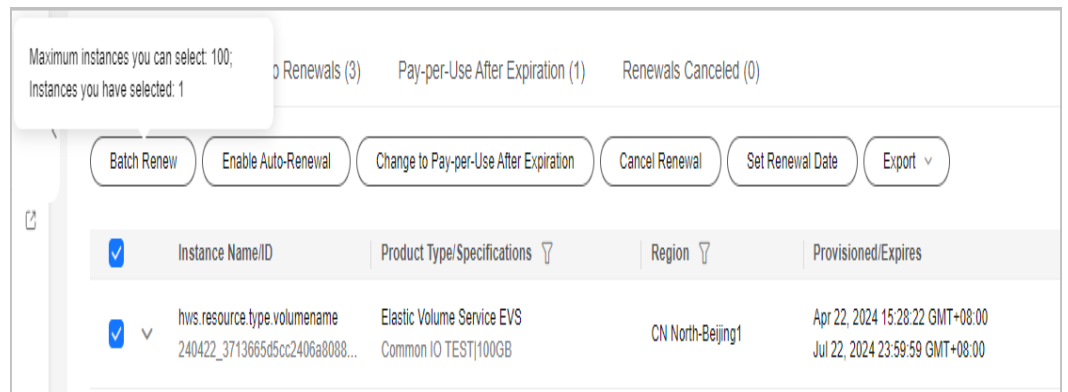 Maximum instances you can select: 100;
Instances you have selected: 1
Renewals (3) Pay-per-Use After Expiration (1) Renewals Canceled (0)
Batch Renew Enable Auto-Renewal Change to Pay-per-Use After Expiration Cancel Renewal Set Renewal Date Export
Instance Name/ID Product Type/Specifications Region Provisioned/Expires
hws.resource.type.volumename Elastic Volume Service EVS CN North-Beijing1 Apr 22, 2024 15:28:22 GMT+08:00
240422_3713665d5cc2406a8088... Common IO TEST|100GB Jul 22, 2024 23:59:59 GMT+08:00